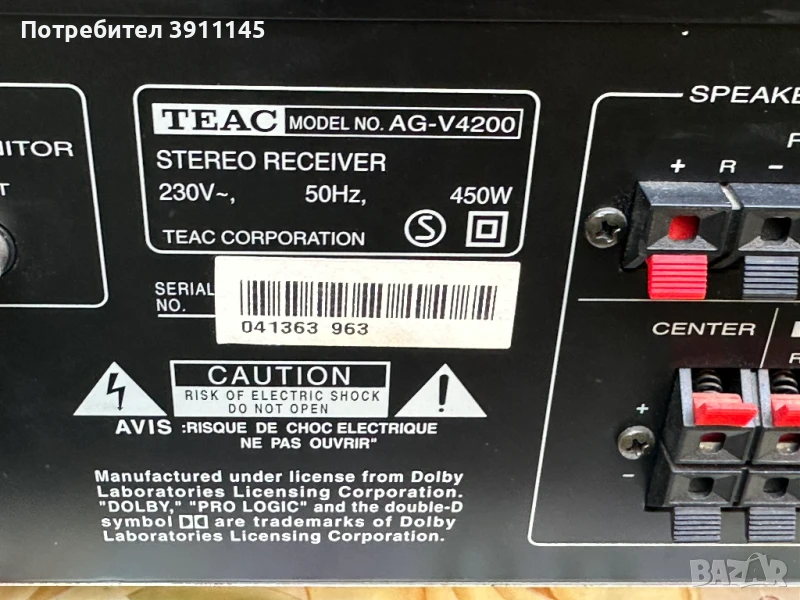 Потребител 3911145
NITOR
T
TEAC MODEL NO. AG-V4200
STEREO RECEIVER
230V~, 50Hz, 450W
TEAC CORPORATION S
SERIAL
NO.
041363 963
CAUTION
RISK OF ELECTRIC SHOCK
DO NOT OPEN
AVIS :RISQUE DE CHOC ELECTRIQUE
NE PAS OUVRIR"
Manufactured under license from Dolby
Laboratories Licensing Corporation.
"DOLBY," "PRO LOGIC" and the double-D
symbol DD are trademarks of Dolby
Laboratories Licensing Corporation.
SPEAKE
F
+ R -
CENTER
R
+
-
BAZAR